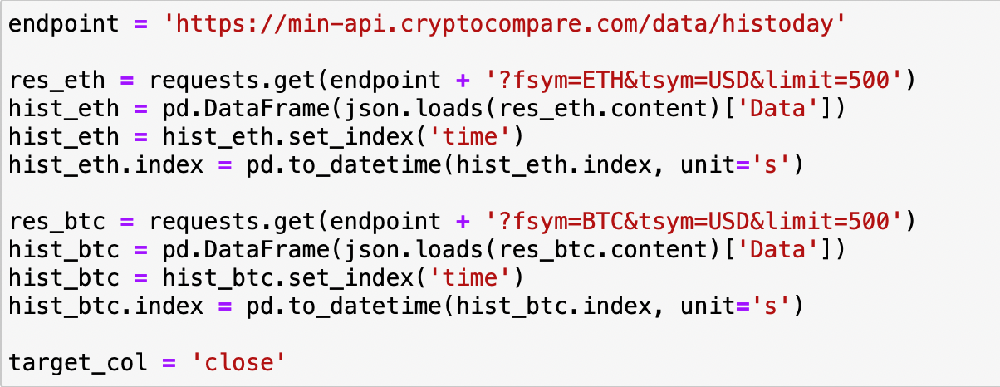 endpoint = 'https://min-api.cryptocompare.com/data/histoday'
res_eth = requests.get(endpoint + '?fsym=ETH&tsym=USD&limit=500')
hist_eth = pd.DataFrame(json.loads(res_eth.content)['Data'])
hist_eth = hist_eth.set_index('time')
hist_eth.index = pd.to_datetime(hist_eth.index, unit='s')
res_btc = requests.get(endpoint + '?fsym=BTC&tsym=USD&limit=500')
hist_btc = pd.DataFrame(json.loads(res_btc.content)['Data'])
hist_btc = hist_btc.set_index('time')
hist_btc.index = pd.to_datetime(hist_btc.index, unit='s')
target_col = 'close'